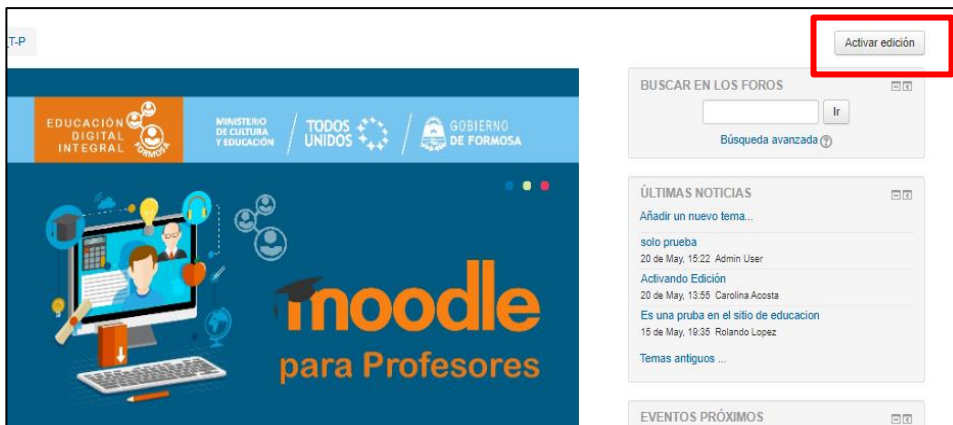 T-P
Activar edición
EDUCACIÓN
DIGITAL
INTEGRAL
FORMOSA
MINISTERIO
DE CULTURA
Y EDUCACIÓN
TODOS
UNIDOS
GOBIERNO
DE FORMOSA
moodle
para Profesores
BUSCAR EN LOS FOROS
Ir
Búsqueda avanzada
ÚLTIMAS NOTICIAS
Añadir un nuevo tema...
solo prueba
20 de May, 15:22 Admin User
Activando Edición
20 de May, 13:55 Carolina Acosta
Es una pruba en el sitio de educacion
15 de May, 19:35 Rolando Lopez
Temas antiguos ...
EVENTOS PRÓXIMOS